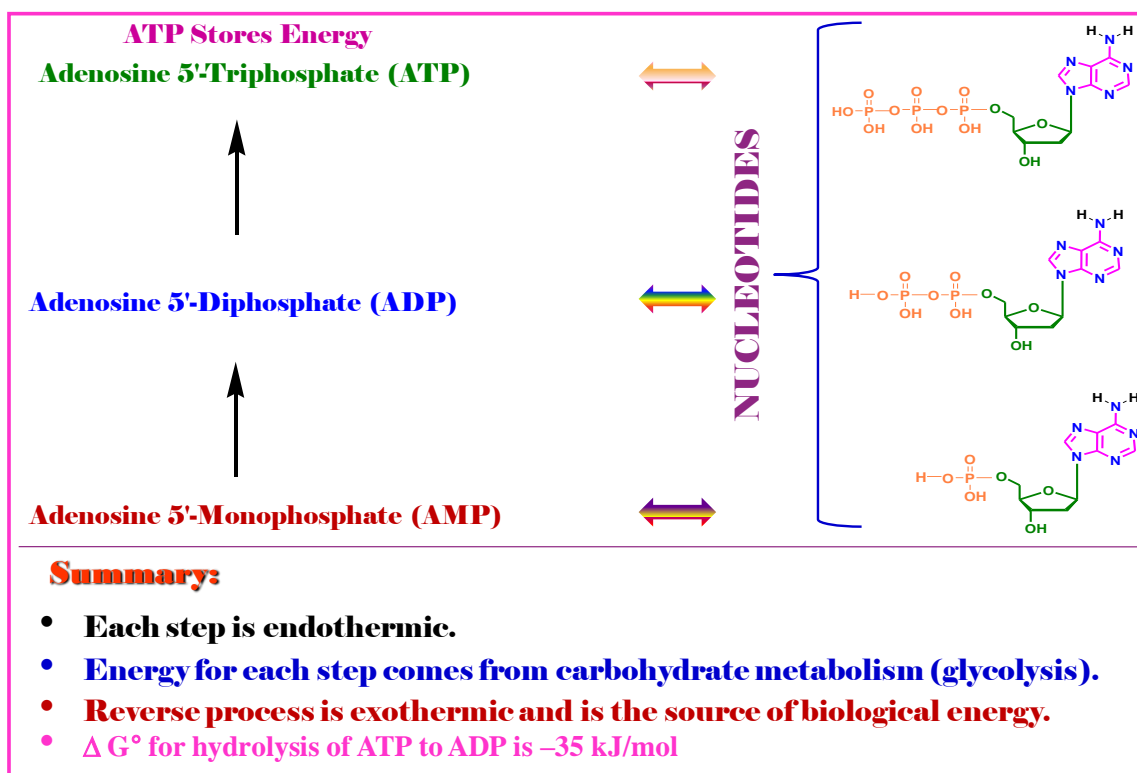 ATP Stores Energy
Adenosine 5'-Triphosphate (ATP)
Adenosine 5'-Diphosphate (ADP)
Adenosine 5'-Monophosphate (AMP)
NUCLEOTIDES
H H
N
N N
N N
O O O
HO P O P O P O
OH OH OH
O
OH
H H
N
N N
N N
O O
H O P O P O
OH OH
O
OH
H H
N
N N
N N
O
H O P O
OH
O
OH
Summary:
• Each step is endothermic.
• Energy for each step comes from carbohydrate metabolism (glycolysis).
• Reverse process is exothermic and is the source of biological energy.
• Δ G° for hydrolysis of ATP to ADP is –35 kJ/mol